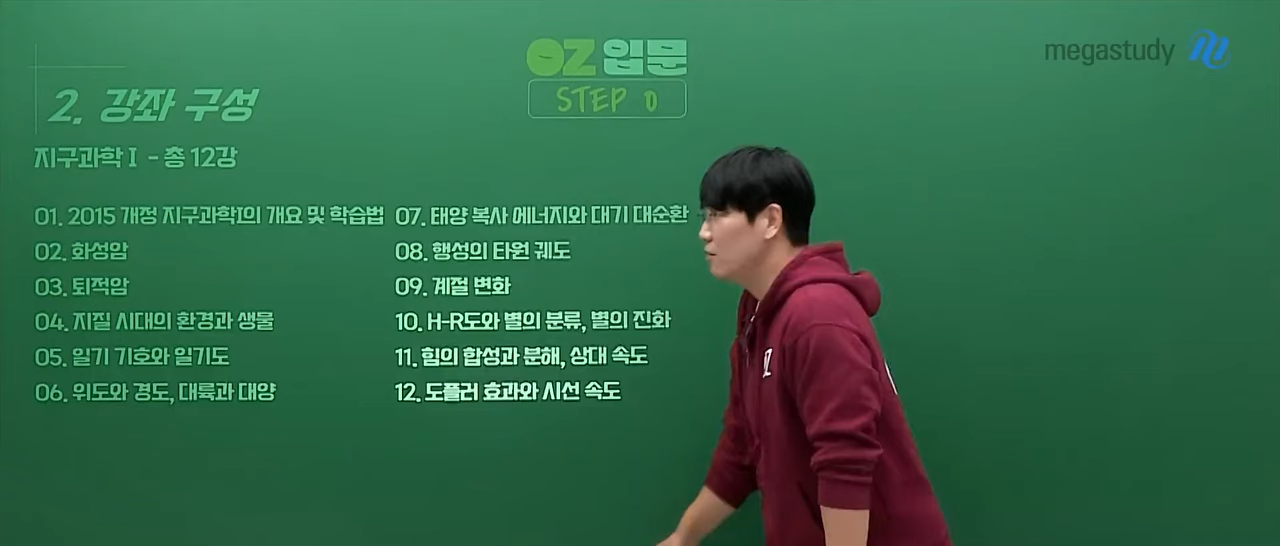 OZ 입문
STEP 0
megastudy
2. 강좌 구성
지구과학Ⅰ - 총 12강
01. 2015 개정 지구과학Ⅰ의 개요 및 학습법
02. 화성암
03. 퇴적암
04. 지질 시대의 환경과 생물
05. 일기 기호와 일기도
06. 위도와 경도, 대륙과 대양
07. 태양 복사 에너지와 대기 대순환
08. 행성의 타원 궤도
09. 계절 변화
10. H-R도와 별의 분류, 별의 진화
11. 힘의 합성과 분해, 상대 속도
12. 도플러 효과와 시선 속도